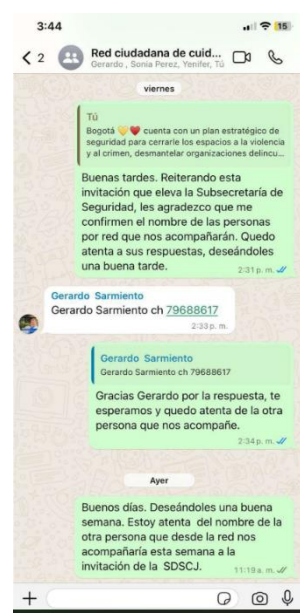 3:44
15
2
Red ciudadana de cuid...
Gerardo , Sonia Perez, Yenifer, Tú
viernes
Tú
Bogotá 💛❤️ cuenta con un plan estratégico de
seguridad para cerrarle los espacios a la violencia
y al crimen, desmantelar organizaciones delincu...
Buenas tardes. Reiterando esta
invitación que eleva la Subsecretaría de
Seguridad, les agradezco que me
confirmen el nombre de las personas
por red que nos acompañarán. Quedo
atenta a sus respuestas, deseándoles
una buena tarde.
2:31 p. m.
Gerardo Sarmiento
Gerardo Sarmiento ch 79688617
2:33 p. m.
Gerardo Sarmiento
Gerardo Sarmiento ch 79688617
Gracias Gerardo por la respuesta, te
esperamos y quedo atenta de la otra
persona que nos acompañe.
2:34 p. m.
Ayer
Buenos días. Deseándoles una buena
semana. Estoy atenta del nombre de la
otra persona que desde la red nos
acompañaría esta semana a la
invitación de la SDSCJ.
11:19 a. m.